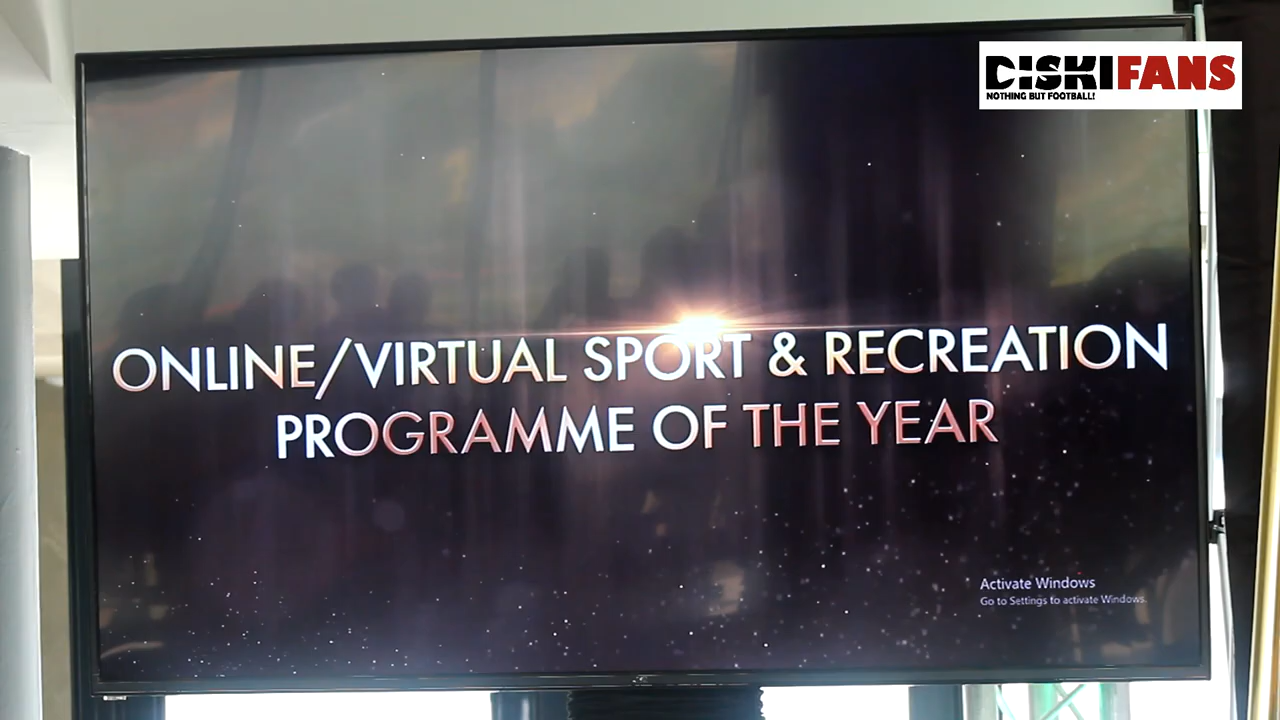 DISKIFANS
NOTHING BUT FOOTBALL!
ONLINE/VIRTUAL SPORT & RECREATION
PROGRAMME OF THE YEAR
Activate Windows
Go to Settings to activate Windows.